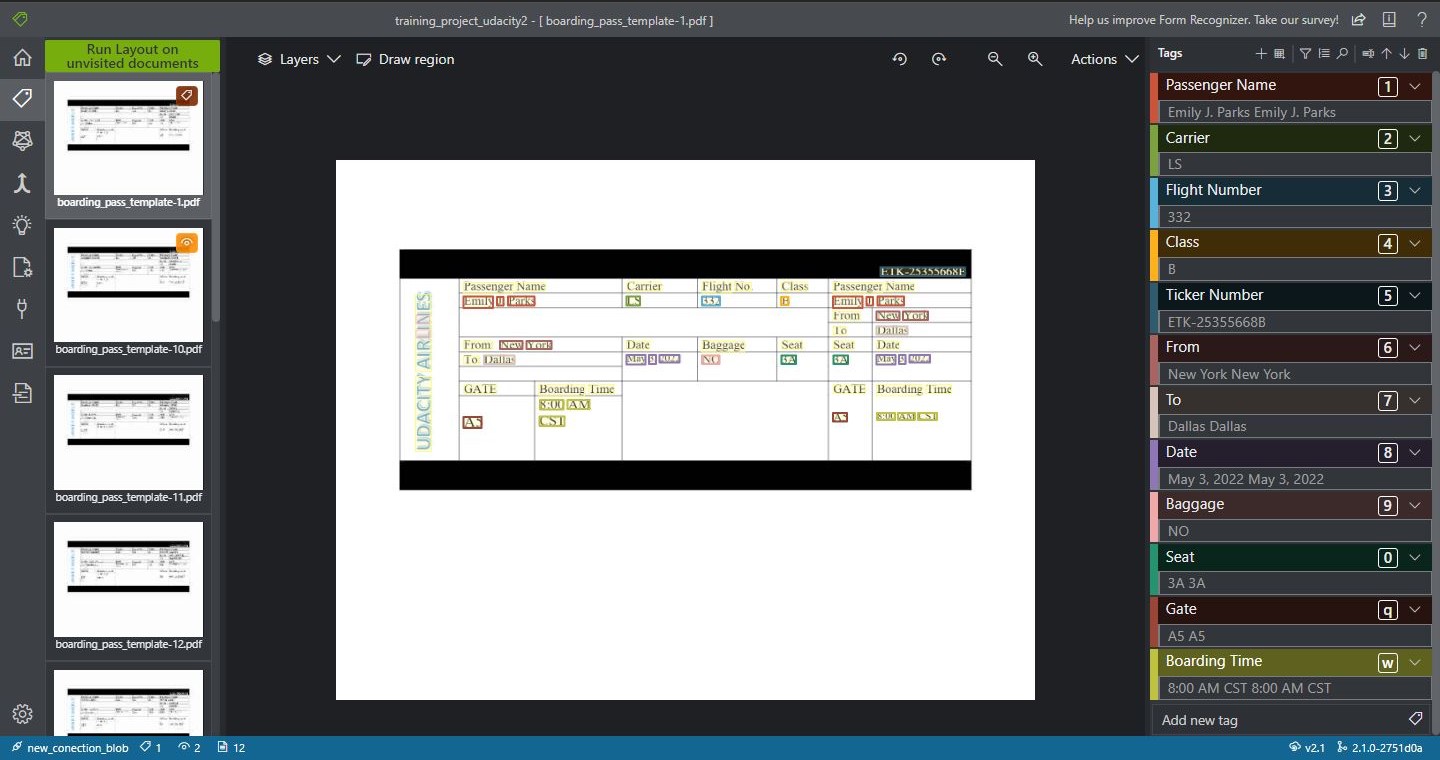 training_project_udacity2 - [ boarding_pass_template-1.pdf ]
Help us improve Form Recognizer. Take our survey!
?
Run Layout on
unvisited documents
boarding_pass_template-1.pdf
boarding_pass_template-10.pdf
boarding_pass_template-11.pdf
boarding_pass_template-12.pdf
Layers
Draw region
Actions
ETK-25355668B
UDACITY AIRLINES
Passenger Name Carrier Flight No. Class Passenger Name
Emily J. Parks LS 332 B Emily J. Parks
From New York
To Dallas
From: New York Date Baggage Seat Seat Date
To: Dallas May 3, 2022 NO 3A 3A May 3, 2022
GATE Boarding Time GATE Boarding Time
8:00 AM
A5 CST A5 8:00 AM CST
Tags
Passenger Name 1
Emily J. Parks Emily J. Parks
Carrier 2
LS
Flight Number 3
332
Class 4
B
Ticker Number 5
ETK-25355668B
From 6
New York New York
To 7
Dallas Dallas
Date 8
May 3, 2022 May 3, 2022
Baggage 9
NO
Seat 0
3A 3A
Gate q
A5 A5
Boarding Time w
8:00 AM CST 8:00 AM CST
Add new tag
new_conection_blob 1 2 12
v2.1 2.1.0-2751d0a